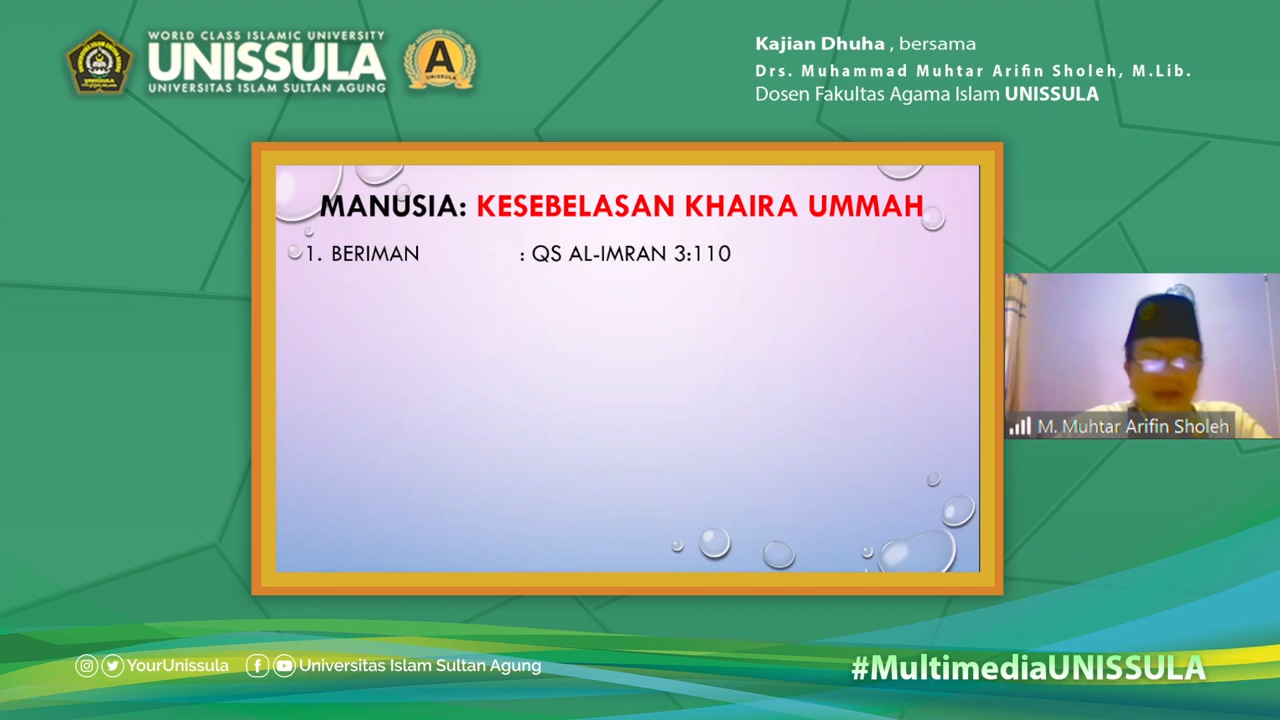 WORLD CLASS ISLAMIC UNIVERSITY
UNISSULA
UNIVERSITAS ISLAM SULTAN AGUNG
A
UNISSULA
Kajian Dhuha , bersama
Drs. Muhammad Muhtar Arifin Sholeh, M.Lib.
Dosen Fakultas Agama Islam UNISSULA
MANUSIA: KESEBELASAN KHAIRA UMMAH
1. BERIMAN : QS AL-IMRAN 3:110
M. Muhtar Arifin Sholeh
YourUnissula
Universitas Islam Sultan Agung
#MultimediaUNISSULA